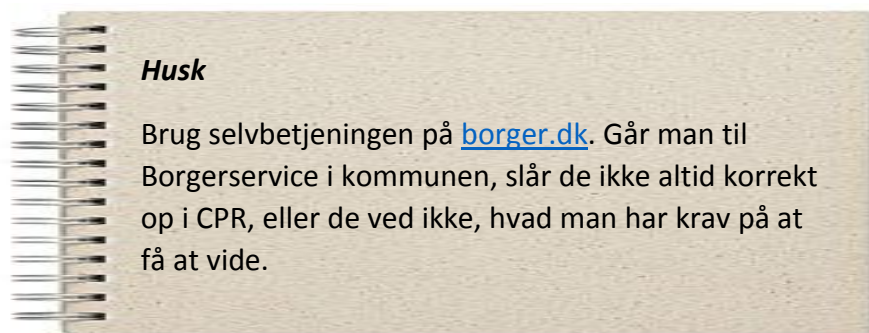 Husk
Brug selvbetjeningen på borger.dk. Går man til
Borgerservice i kommunen, slår de ikke altid korrekt
op i CPR, eller de ved ikke, hvad man har krav på at
få at vide.